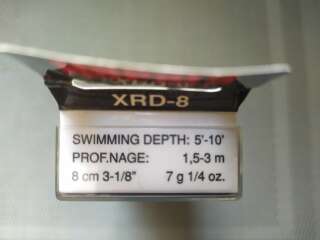 XRD-8
SWIMMING DEPTH: 5'-10'
PROF.NAGE: 1,5-3 m
8 cm 3-1/8" 7 g 1/4 oz.